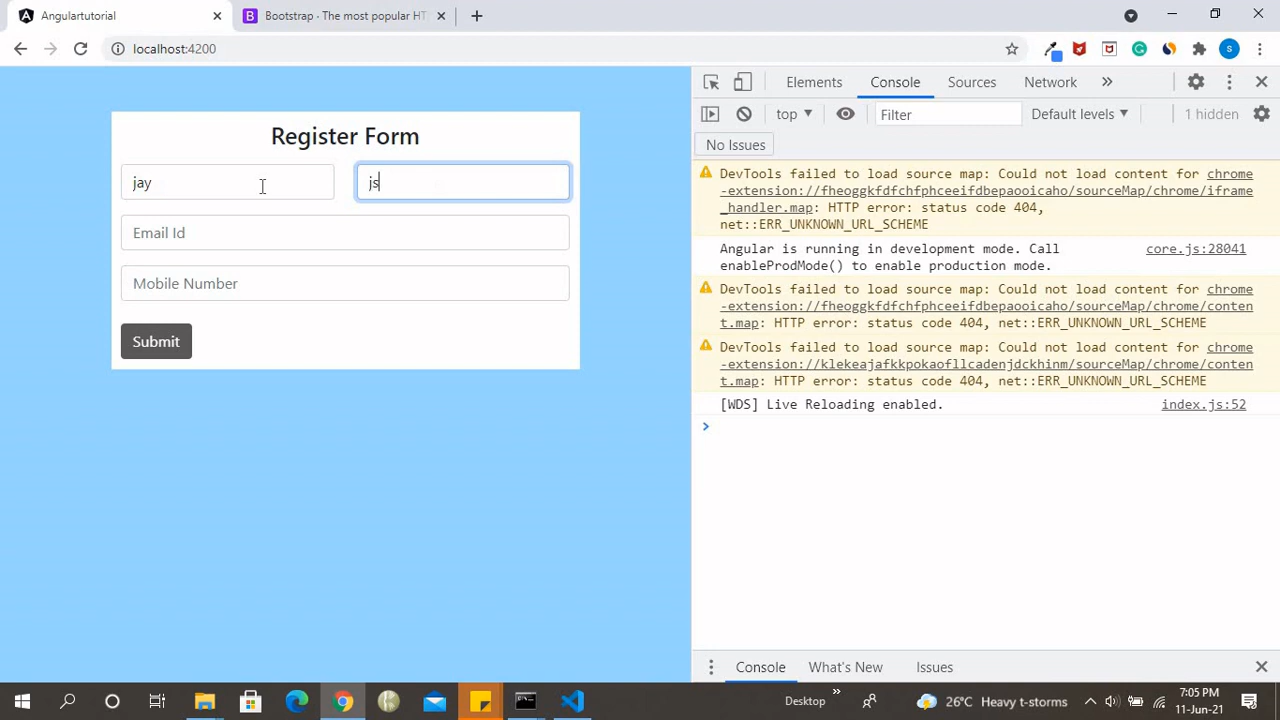 Angulartutorial
Bootstrap · The most popular HT
localhost:4200
S
Elements Console Sources Network
top Filter Default levels 1 hidden
No Issues
Register Form
jay js
Email Id
Mobile Number
Submit
DevTools failed to load source map: Could not load content for chrome
-extension://fheoggkfdfchfphceeifdbepaooicaho/sourceMap/chrome/ifram e
_handler.map: HTTP error: status code 404,
net::ERR_UNKNOWN_URL_SCHEME
Angular is running in development mode. Call core.js:28041
enableProdMode() to enable production mode.
DevTools failed to load source map: Could not load content for chrome
-extension://fheoggkfdfchfphceeifdbepaooicaho/sourceMap/chrome/conten
t.map: HTTP error: status code 404, net::ERR_UNKNOWN_URL_SCHEME
DevTools failed to load source map: Could not load content for chrome
-extension://klekeajafkkpokaofllcadenjdckhinm/sourceMap/chrome/conten
t.map: HTTP error: status code 404, net::ERR_UNKNOWN_URL_SCHEME
[WDS] Live Reloading enabled. index.js:52
Console What's New Issues
Desktop 26°C Heavy t-storms 7:05 PM
11-Jun-21